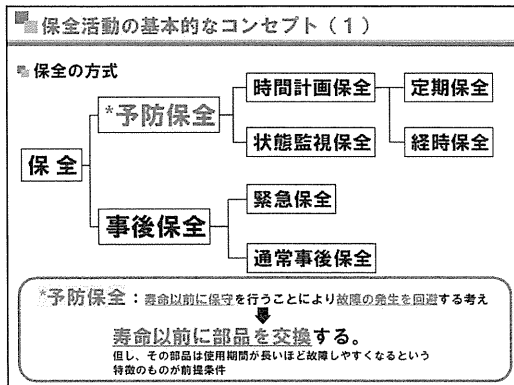 保全活動の基本的なコンセプト（１）
保全の方式
保全
*予防保全
事後保全
時間計画保全
状態監視保全
緊急保全
通常事後保全
定期保全
経時保全
*予防保全：寿命以前に保守を行うことにより故障の発生を回避する考え
寿命以前に部品を交換する。
但し、その部品は使用期間が長いほど故障しやすくなるという
特徴のものが前提条件